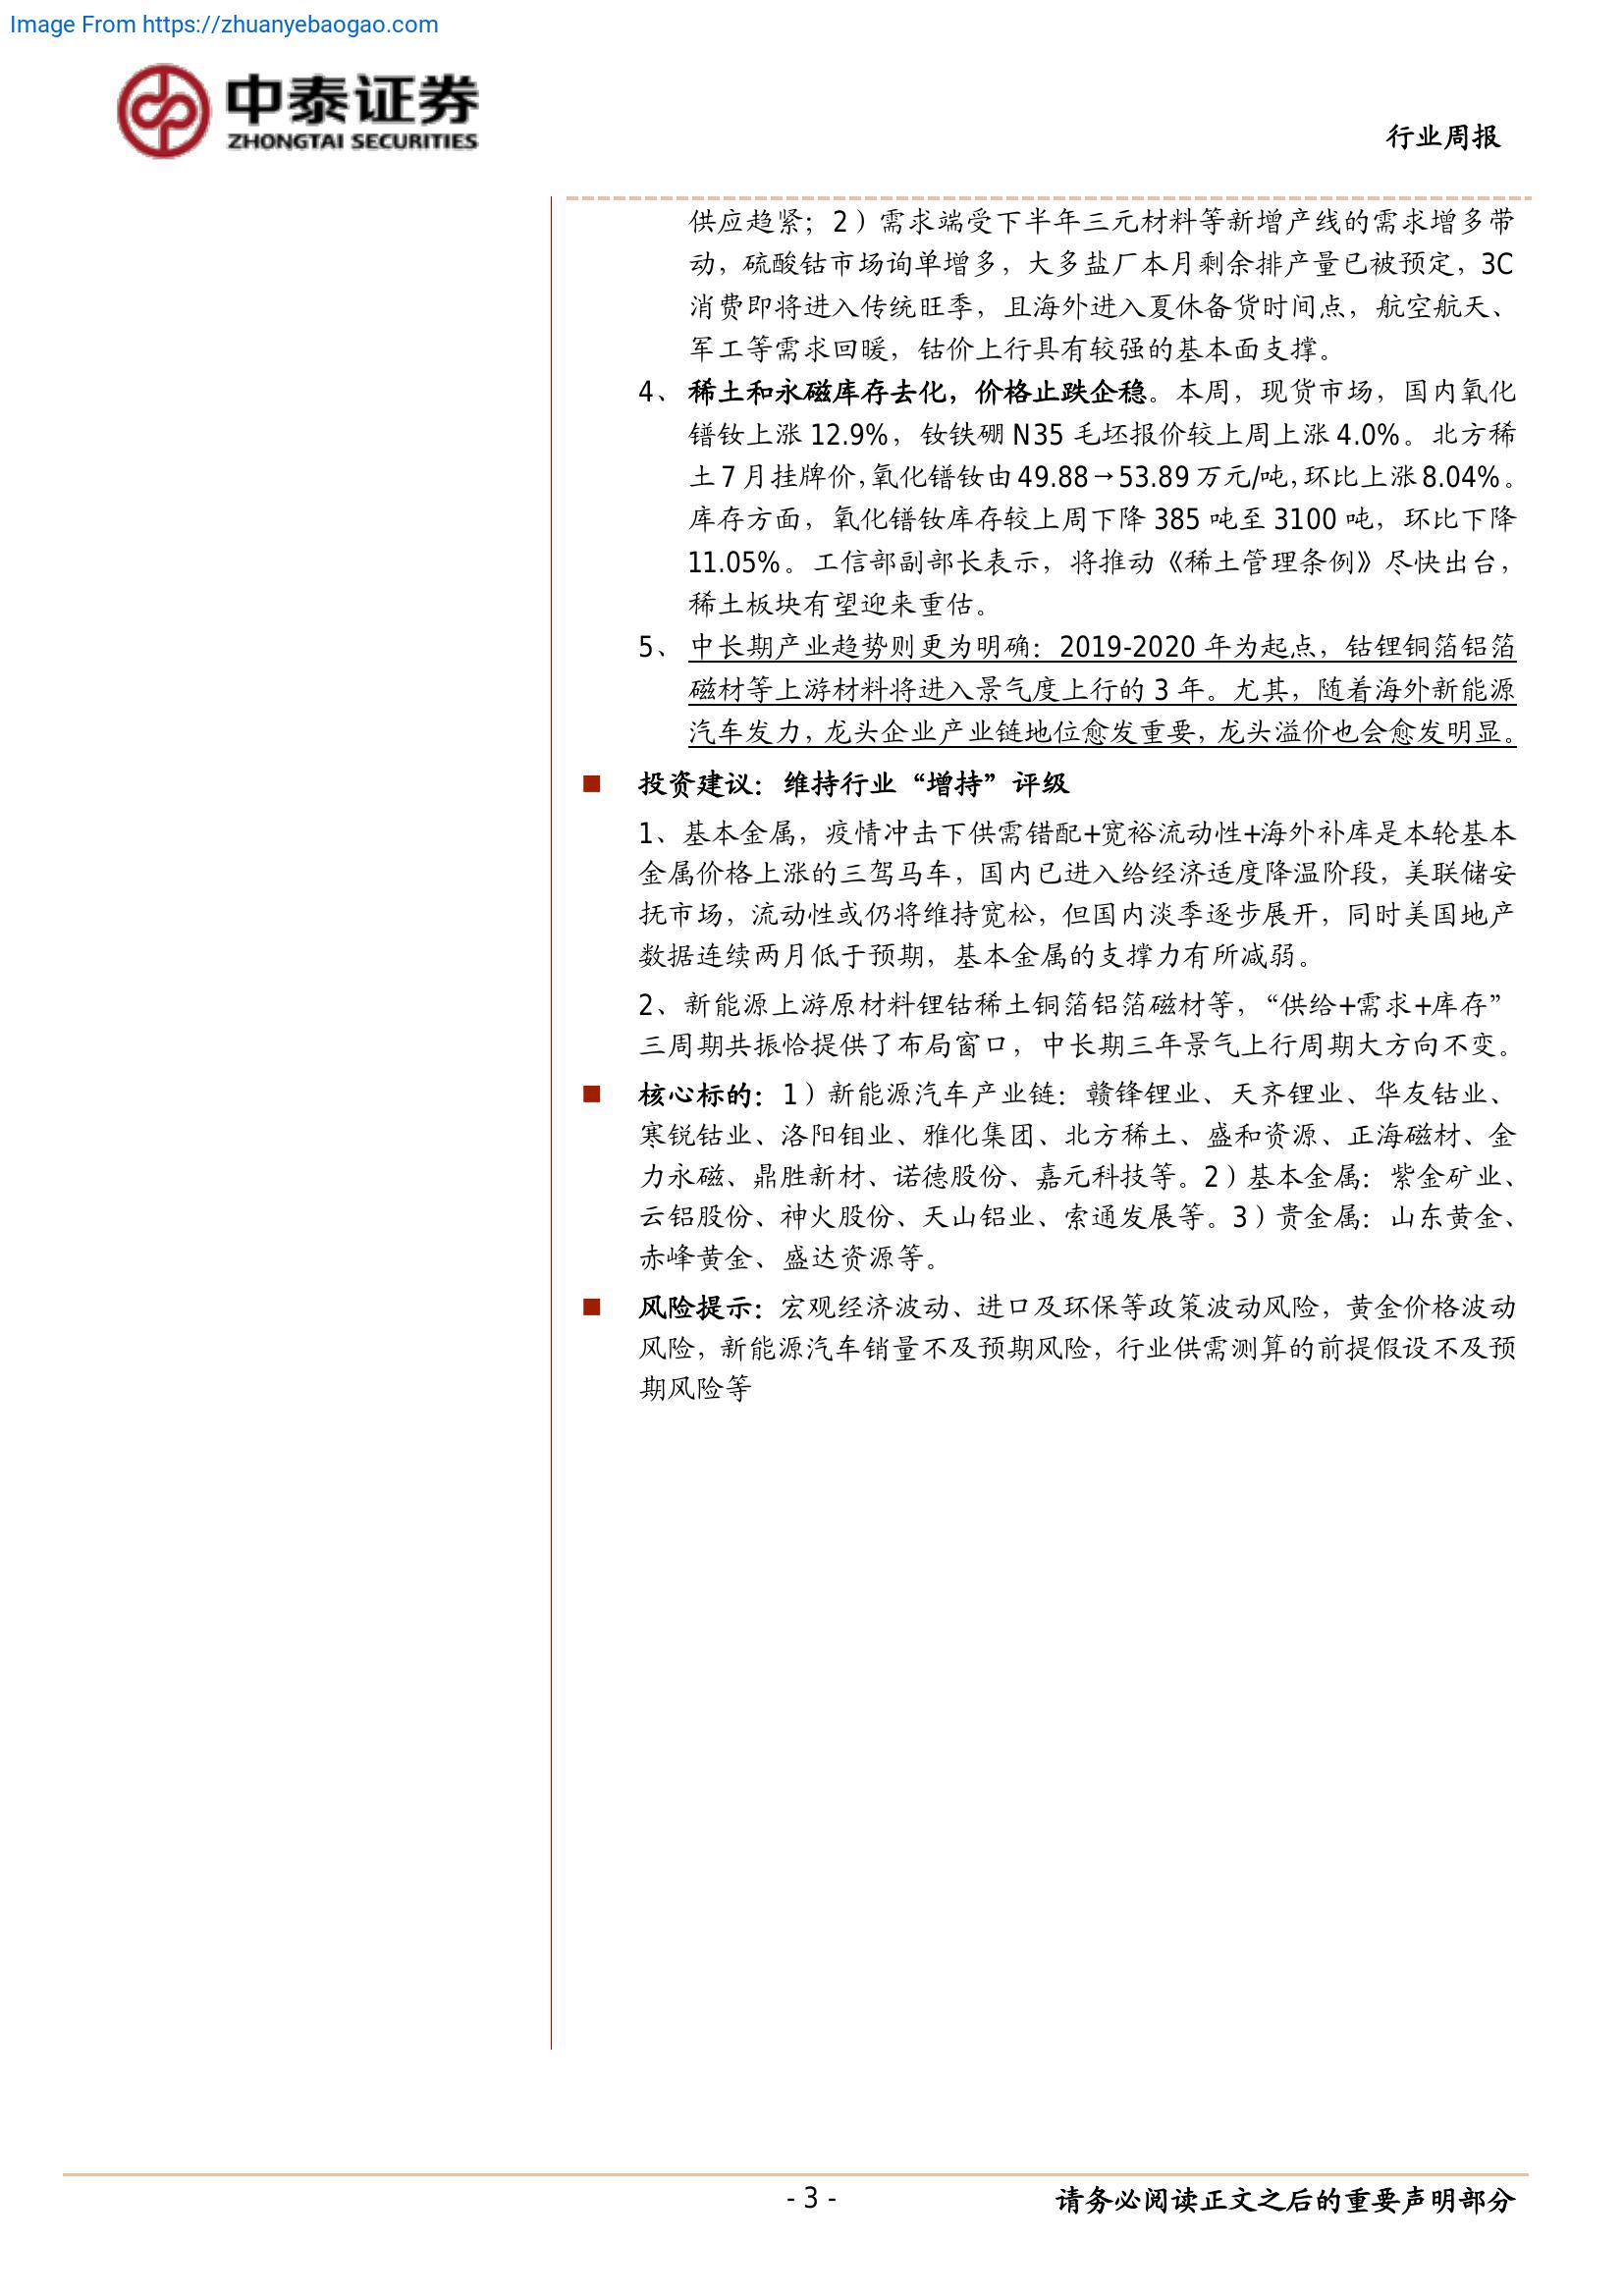 Image From https://zhuanyebaogao.com
中泰证券
ZHONGTAI SECURITIES
行业周报
供应趋紧；2）需求端受下半年三元材料等新增产线的需求增多带
动，硫酸钴市场询单增多，大多盐厂本月剩余排产量已被预定，3C
消费即将进入传统旺季，且海外进入夏休备货时间点，航空航天、
军工等需求回暖，钴价上行具有较强的基本面支撑。
4、稀土和永磁库存去化，价格止跌企稳。本周，现货市场，国内氧化
镨钕上涨 12.9%，钕铁硼 N35 毛坯报价较上周上涨 4.0%。北方稀
土 7 月挂牌价，氧化镨钕由 49.88→53.89 万元/吨，环比上涨 8.04%。
库存方面，氧化镨钕库存较上周下降 385 吨至 3100 吨，环比下降
11.05%。工信部副部长表示，将推动《稀土管理条例》尽快出台，
稀土板块有望迎来重估。
5、中长期产业趋势则更为明确：2019-2020 年为起点，钴锂铜箔铝箔
磁材等上游材料将进入景气度上行的 3 年。尤其，随着海外新能源
汽车发力，龙头企业产业链地位愈发重要，龙头溢价也会愈发明显。
■ 投资建议：维持行业“增持”评级
1、基本金属，疫情冲击下供需错配+宽裕流动性+海外补库是本轮基本
金属价格上涨的三驾马车，国内已进入给经济适度降温阶段，美联储安
抚市场，流动性或仍将维持宽松，但国内淡季逐步展开，同时美国地产
数据连续两月低于预期，基本金属的支撑力有所减弱。
2、新能源上游原材料锂钴稀土铜箔铝箔磁材等，“供给+需求+库存”
三周期共振恰提供了布局窗口，中长期三年景气上行周期大方向不变。
■ 核心标的：1）新能源汽车产业链：赣锋锂业、天齐锂业、华友钴业、
寒锐钴业、洛阳钼业、雅化集团、北方稀土、盛和资源、正海磁材、金
力永磁、鼎胜新材、诺德股份、嘉元科技等。2）基本金属：紫金矿业、
云铝股份、神火股份、天山铝业、索通发展等。3）贵金属：山东黄金、
赤峰黄金、盛达资源等。
■ 风险提示：宏观经济波动、进口及环保等政策波动风险，黄金价格波动
风险，新能源汽车销量不及预期风险，行业供需测算的前提假设不及预
期风险等
- 3 -
请务必阅读正文之后的重要声明部分